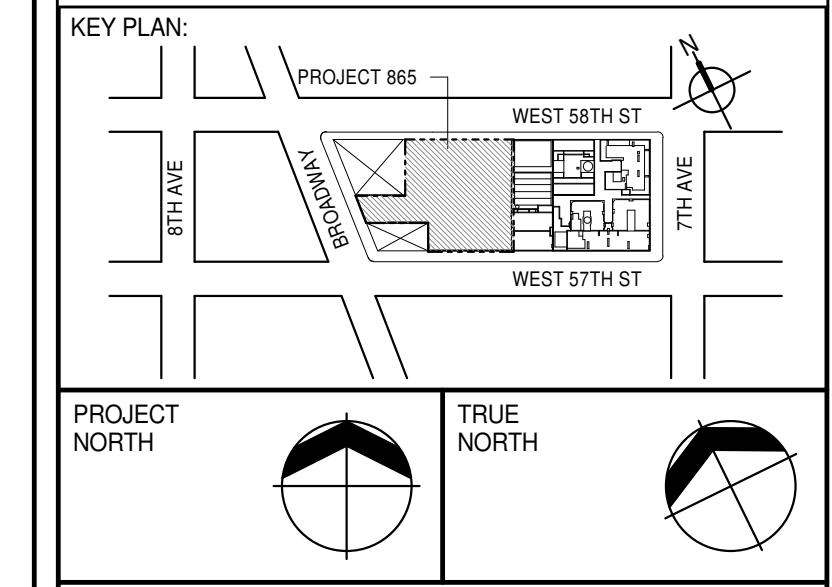 KEY PLAN:
N
PROJECT 865
WEST 58TH ST
8TH AVE
BROADWAY
7TH AVE
WEST 57TH ST
PROJECT
NORTH
TRUE
NORTH